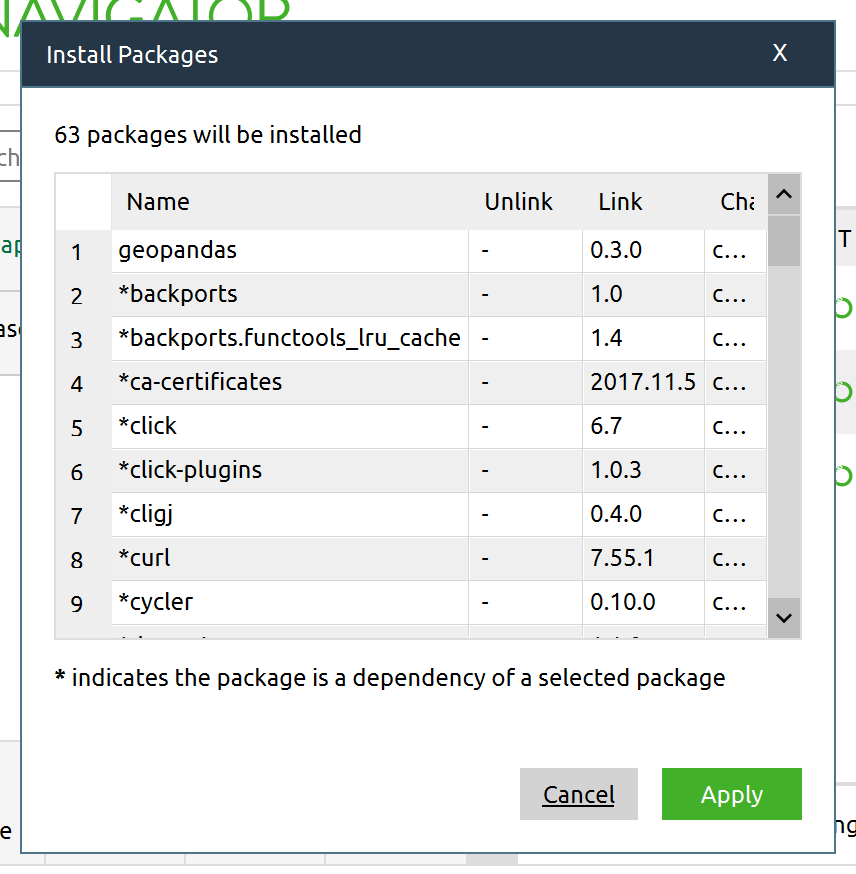 NAVIGATOR
Install Packages X
63 packages will be installed
Name Unlink Link
1 geopandas - 0.3.0 c...
2 *backports - 1.0 c...
3 *backports.functools_lru_cache - 1.4 c...
4 *ca-certificates - 2017.11.5 c...
5 *click - 6.7 c...
6 *click-plugins - 1.0.3 c...
7 *cligj - 0.4.0 c...
8 *curl - 7.55.1 c...
9 *cycler - 0.10.0 c...
* indicates the package is a dependency of a selected package
Cancel Apply